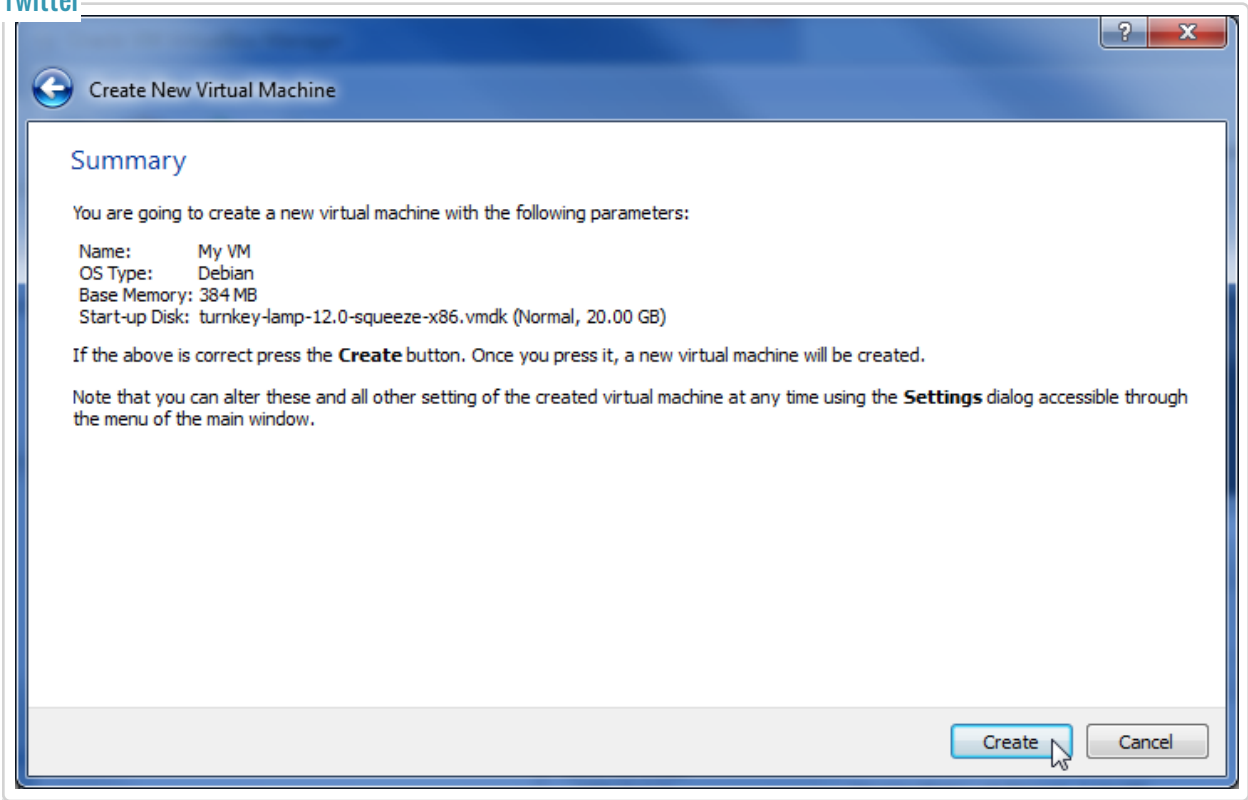 Twitter
?
X
Create New Virtual Machine
Summary
You are going to create a new virtual machine with the following parameters:
Name: My VM
OS Type: Debian
Base Memory: 384 MB
Start-up Disk: turnkey-lamp-12.0-squeeze-x86.vmdk (Normal, 20.00 GB)
If the above is correct press the Create button. Once you press it, a new virtual machine will be created.
Note that you can alter these and all other setting of the created virtual machine at any time using the Settings dialog accessible through
the menu of the main window.
Create Cancel